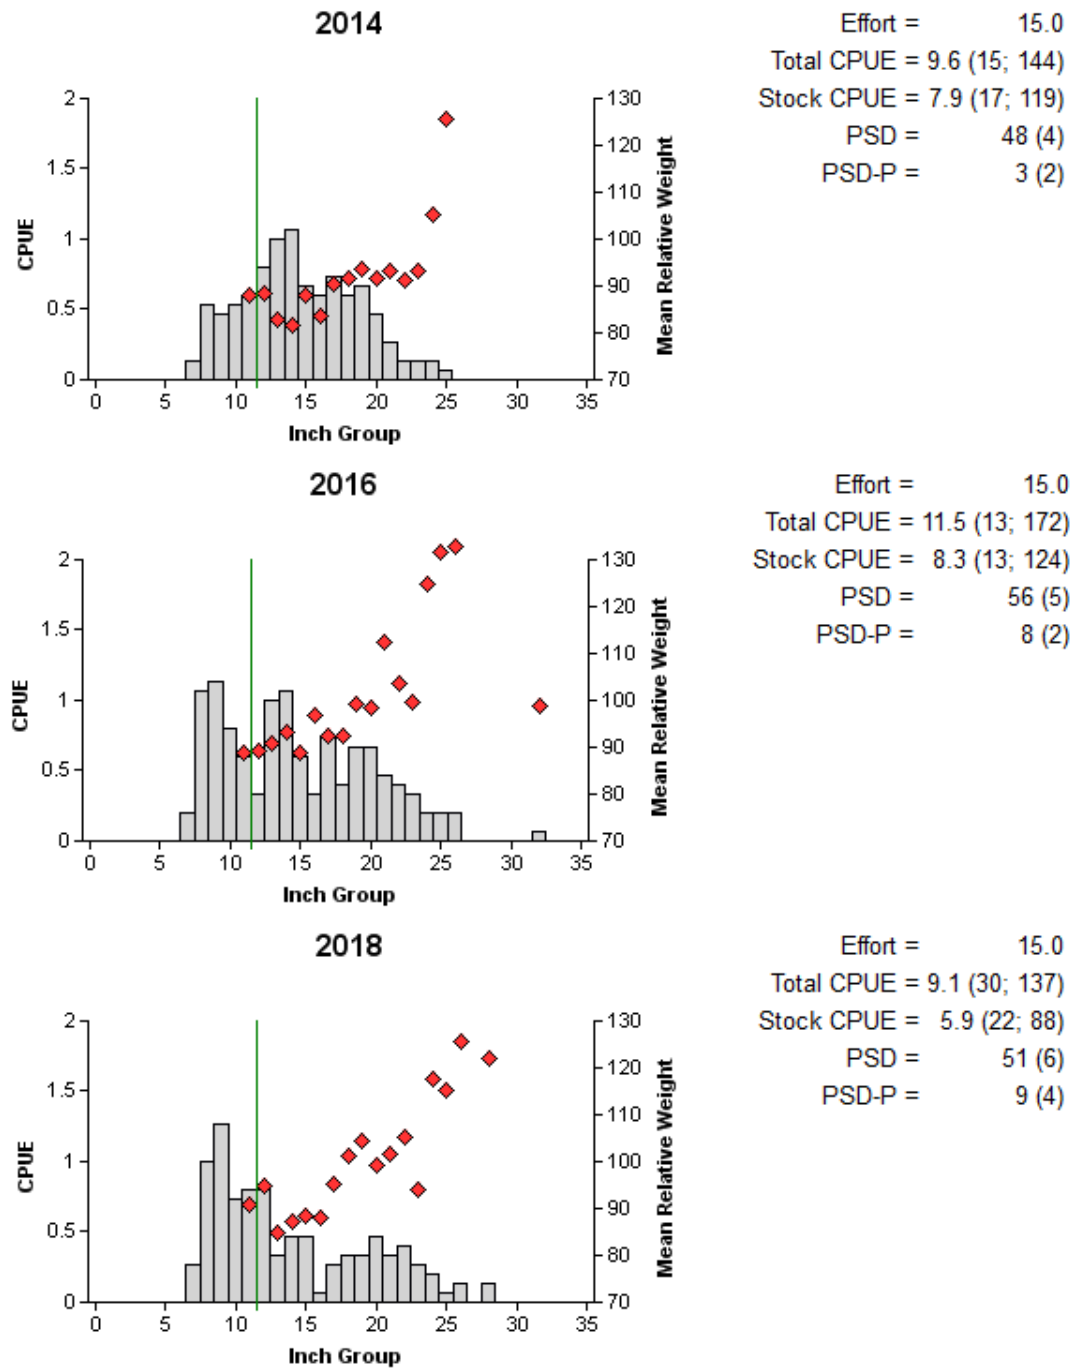 2014
Effort = 15.0
Total CPUE = 9.6 (15; 144)
Stock CPUE = 7.9 (17; 119)
PSD = 48 (4)
PSD-P = 3 (2)
2
1.5
1
0.5
0
CPUE
130
120
110
100
90
80
70
Mean Relative Weight
0 5 10 15 20 25 30 35
Inch Group
2016
Effort = 15.0
Total CPUE = 11.5 (13; 172)
Stock CPUE = 8.3 (13; 124)
PSD = 56 (5)
PSD-P = 8 (2)
2
1.5
1
0.5
0
CPUE
130
120
110
100
90
80
70
Mean Relative Weight
0 5 10 15 20 25 30 35
Inch Group
2018
Effort = 15.0
Total CPUE = 9.1 (30; 137)
Stock CPUE = 5.9 (22; 88)
PSD = 51 (6)
PSD-P = 9 (4)
2
1.5
1
0.5
0
CPUE
130
120
110
100
90
80
70
Mean Relative Weight
0 5 10 15 20 25 30 35
Inch Group